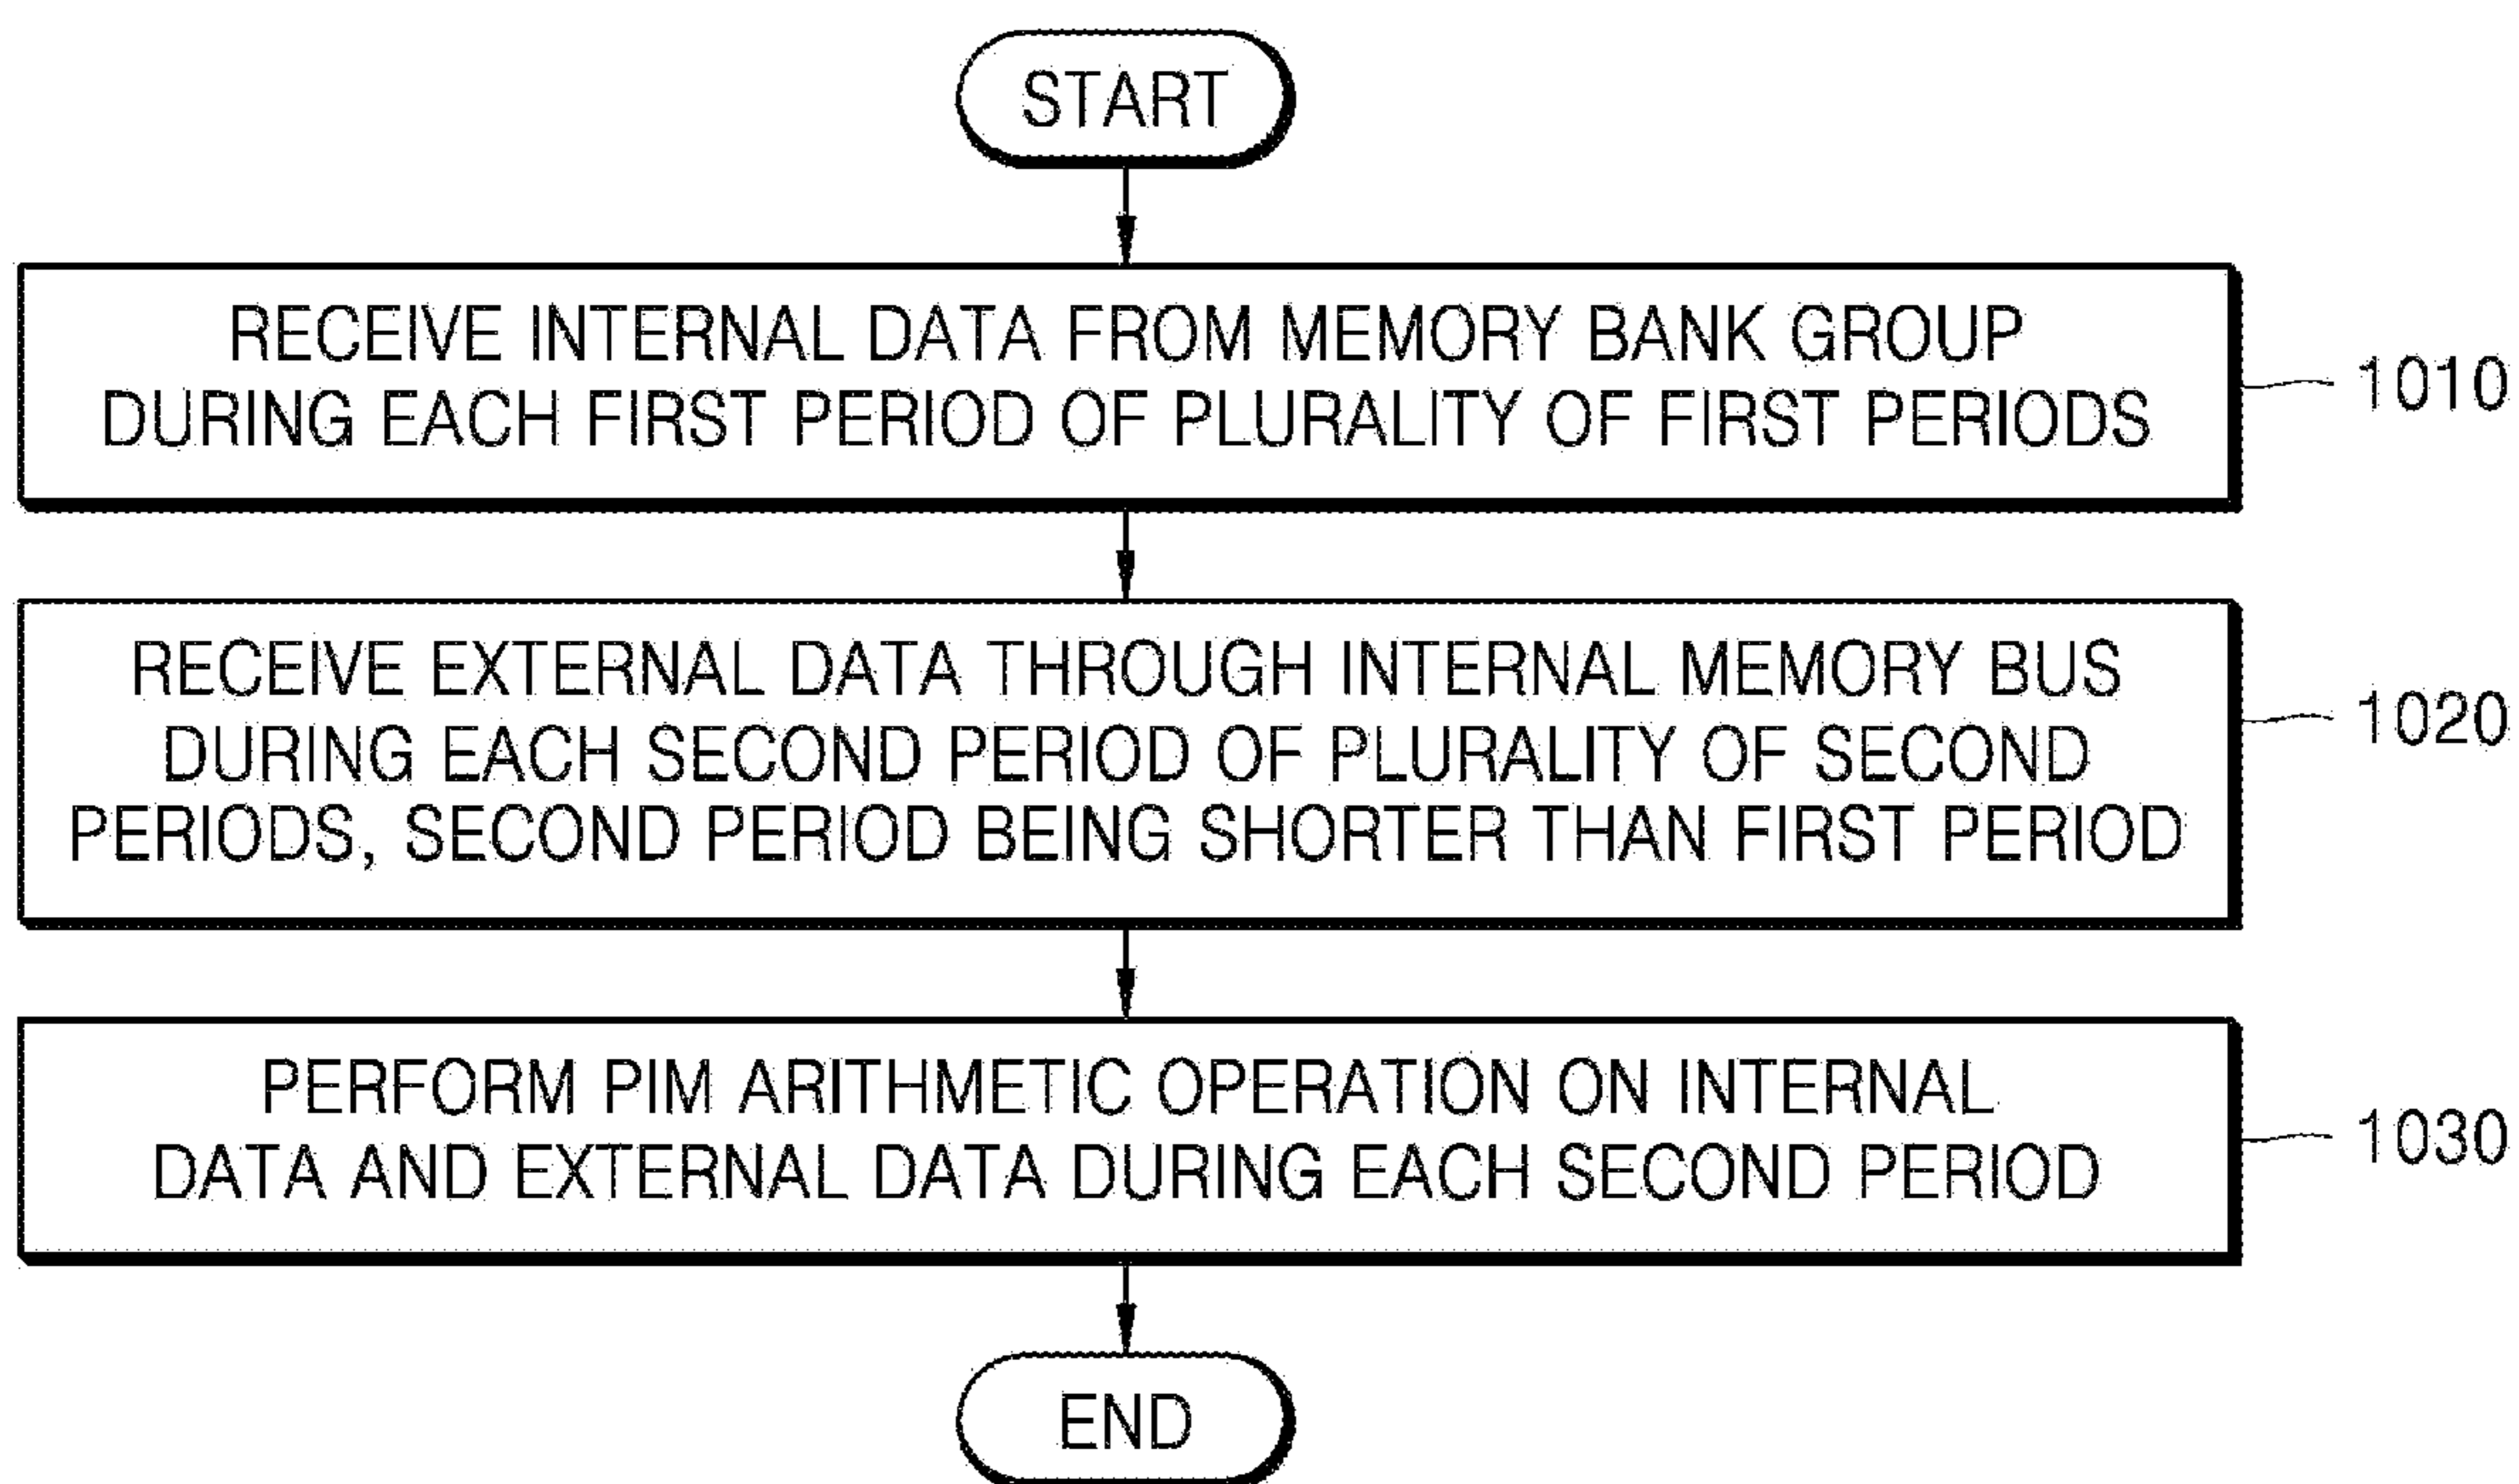 START
RECEIVE INTERNAL DATA FROM MEMORY BANK GROUP
DURING EACH FIRST PERIOD OF PLURALITY OF FIRST PERIODS
1010
RECEIVE EXTERNAL DATA THROUGH INTERNAL MEMORY BUS
DURING EACH SECOND PERIOD OF PLURALITY OF SECOND
PERIODS, SECOND PERIOD BEING SHORTER THAN FIRST PERIOD
1020
PERFORM PIM ARITHMETIC OPERATION ON INTERNAL
DATA AND EXTERNAL DATA DURING EACH SECOND PERIOD
1030
END